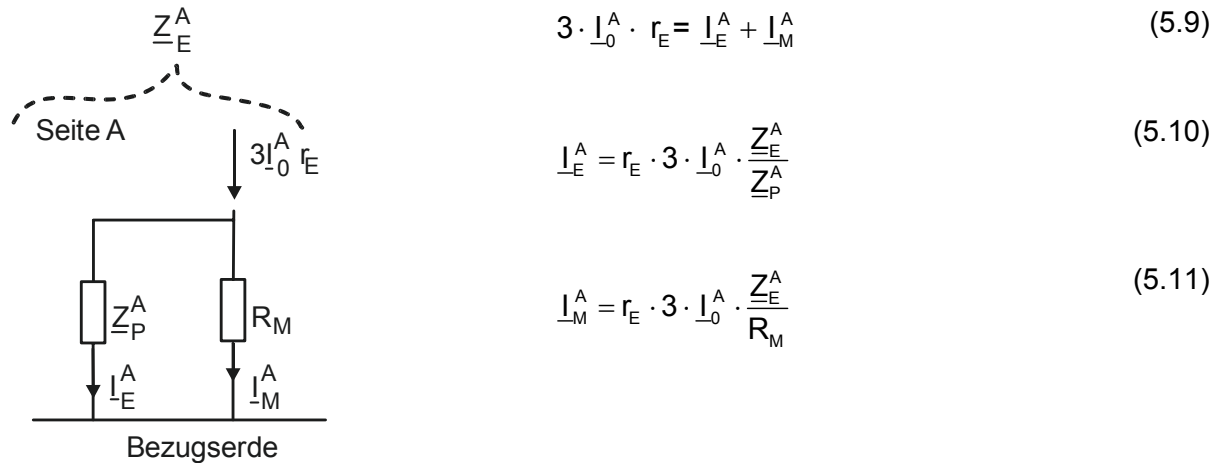 Z_E^A
Seite A
3I_0^A r_E
Z_P^A
R_M
I_E^A
I_M^A
Bezugserde
3 · I_0^A · r_E = I_E^A + I_M^A (5.9)
I_E^A = r_E · 3 · I_0^A · Z_E^A / Z_P^A (5.10)
I_M^A = r_E · 3 · I_0^A · Z_E^A / R_M (5.11)